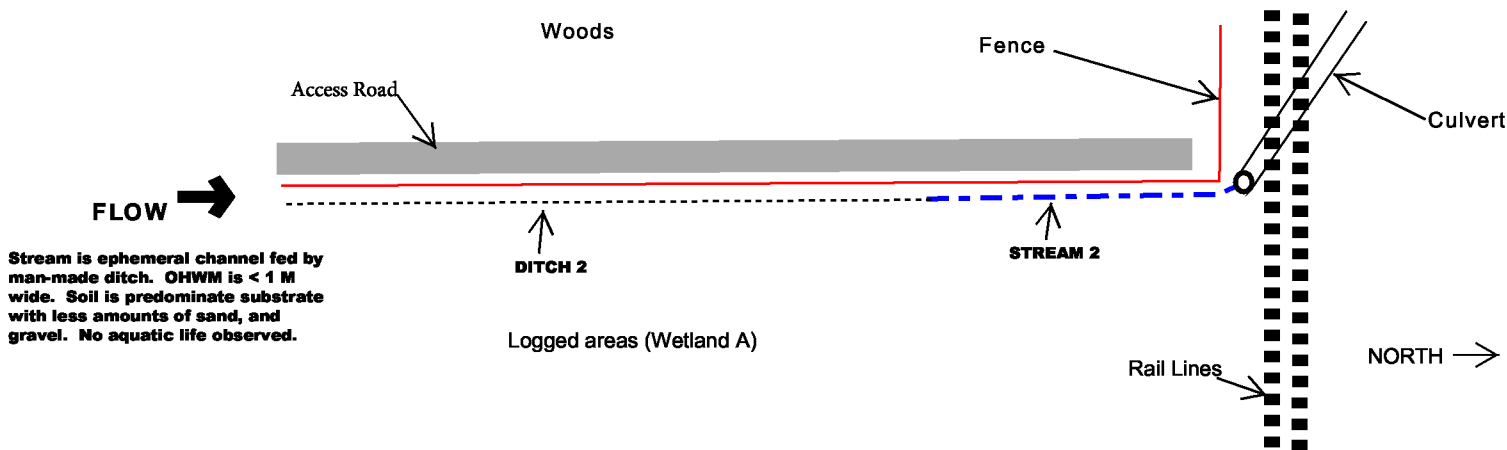 Woods
Fence
Access Road
Culvert
FLOW
Stream is ephemeral channel fed by
man-made ditch. OHWM is < 1 M
wide. Soil is predominate substrate
with less amounts of sand, and
gravel. No aquatic life observed.
DITCH 2
STREAM 2
Logged areas (Wetland A)
Rail Lines
NORTH